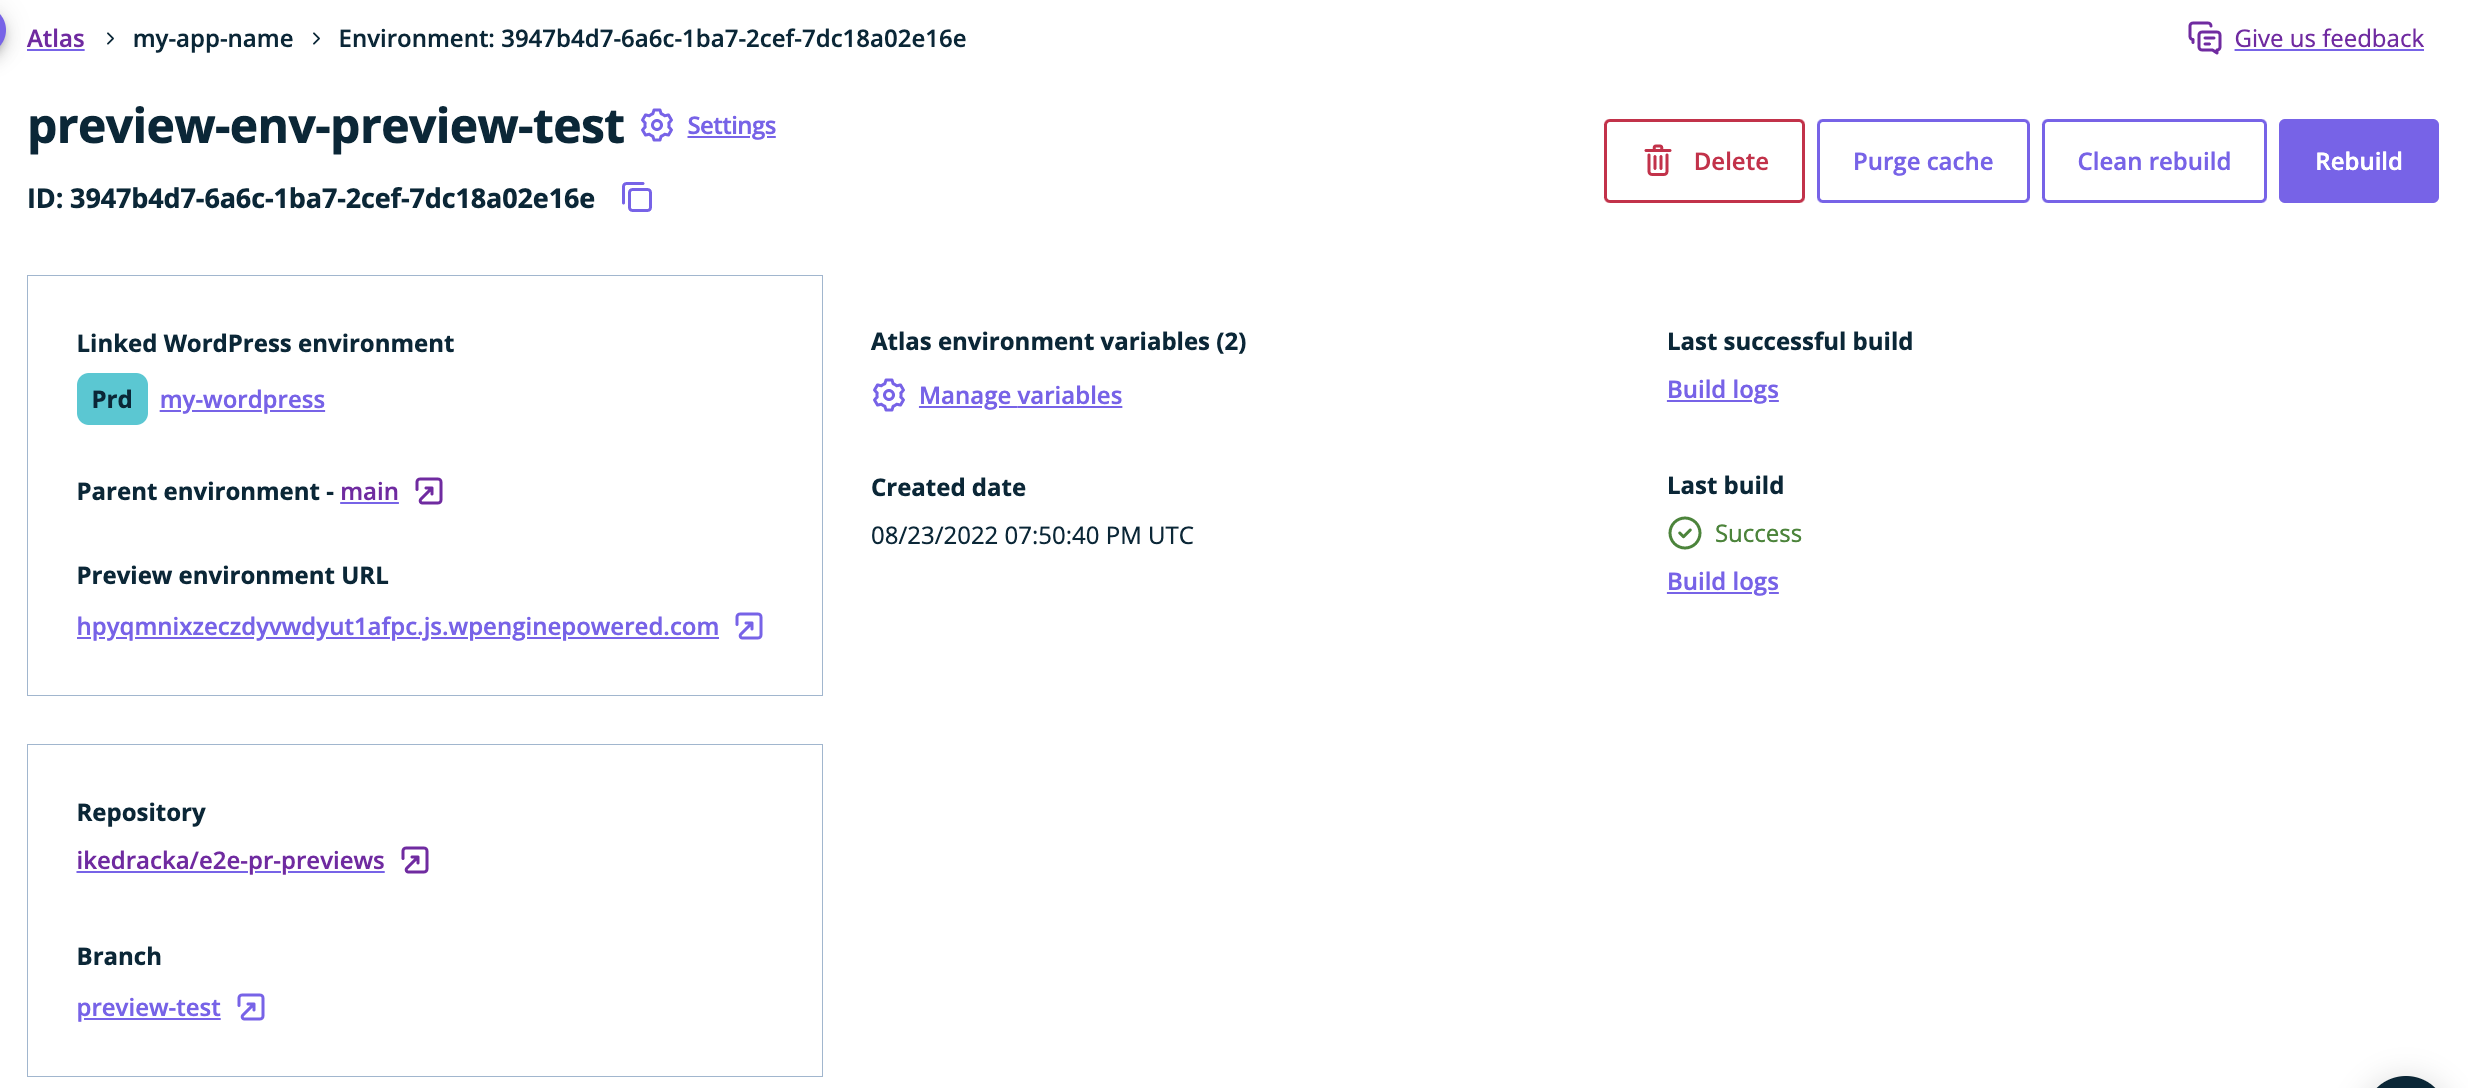 Atlas > my-app-name > Environment: 3947b4d7-6a6c-1ba7-2cef-7dc18a02e16e
Give us feedback
preview-env-preview-test Settings
ID: 3947b4d7-6a6c-1ba7-2cef-7dc18a02e16e
Delete
Purge cache
Clean rebuild
Rebuild
Linked WordPress environment
Prd my-wordpress
Parent environment - main
Preview environment URL
hpyqmnixzeczdyvwdyut1afpc.js.wpenginepowered.com
Atlas environment variables (2)
Manage variables
Created date
08/23/2022 07:50:40 PM UTC
Last successful build
Build logs
Last build
Success
Build logs
Repository
ikedracka/e2e-pr-previews
Branch
preview-test